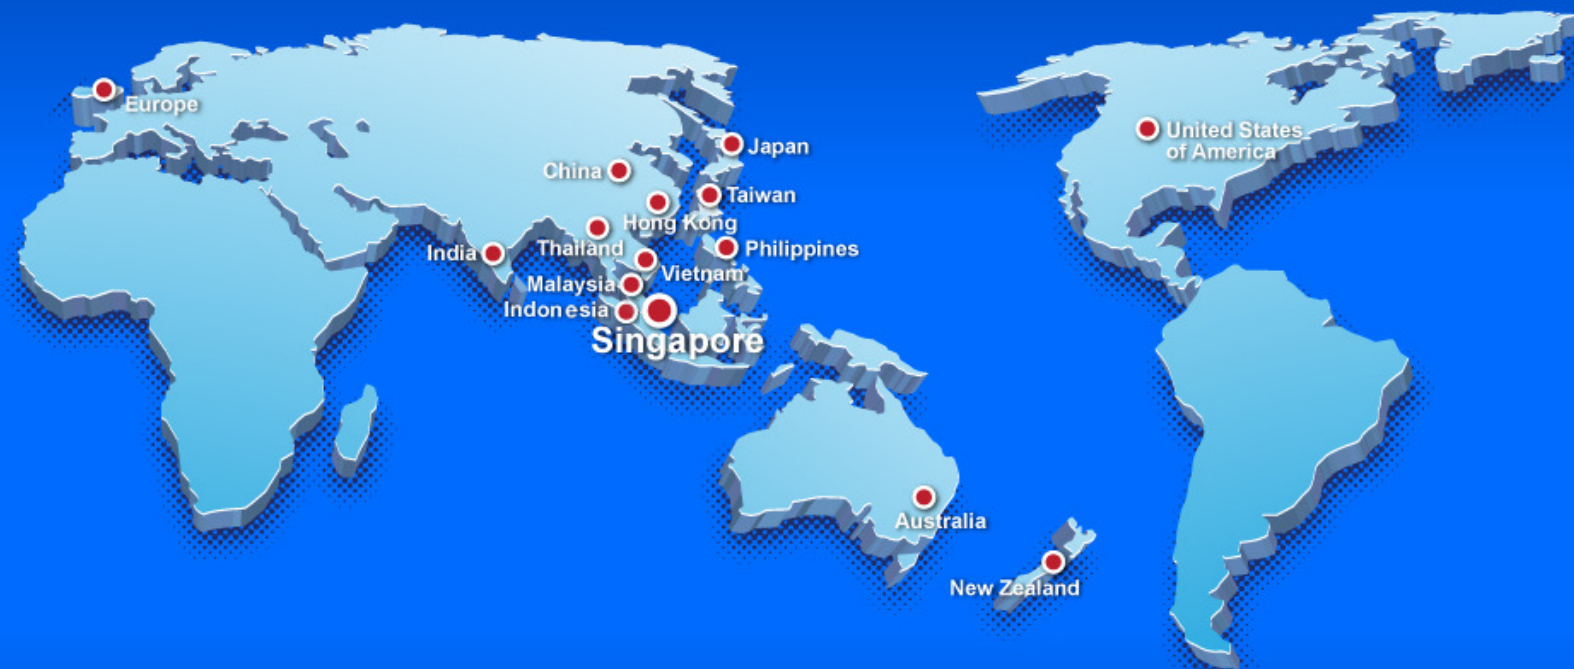 Europe
United States
of America
Japan
China
Taiwan
Hong Kong
Thailand
Philippines
India
Vietnam
Malaysia
Indonesia
Singapore
Australia
New Zealand